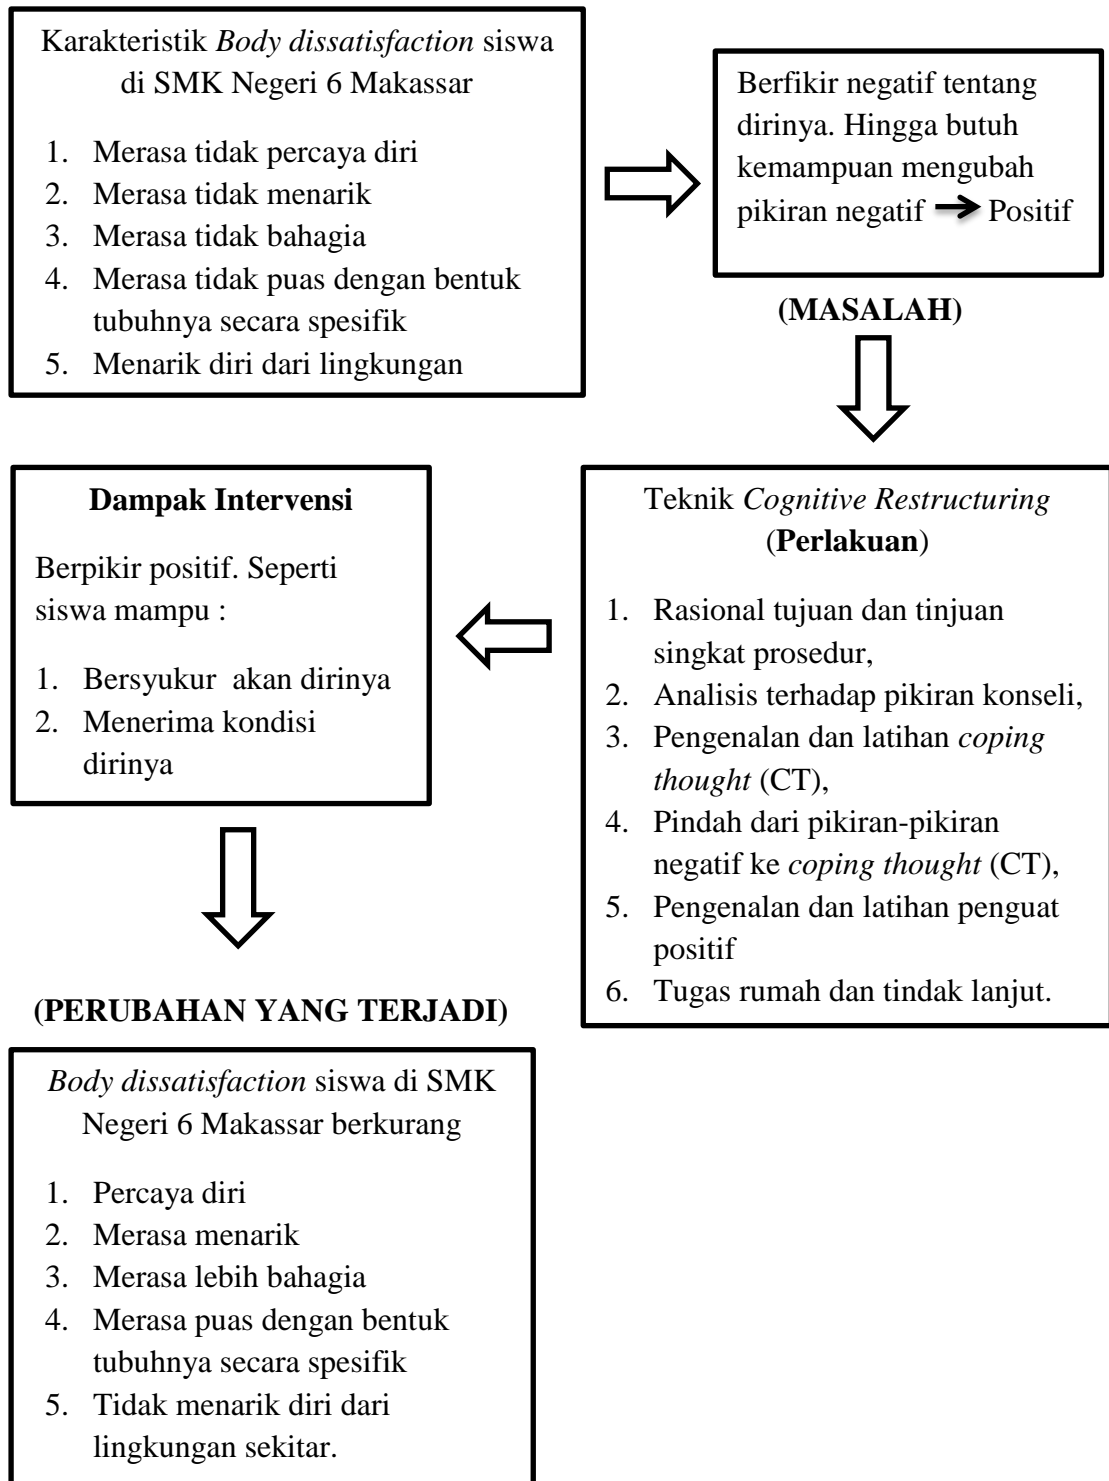 Karakteristik Body dissatisfaction siswa
di SMK Negeri 6 Makassar
1. Merasa tidak percaya diri
2. Merasa tidak menarik
3. Merasa tidak bahagia
4. Merasa tidak puas dengan bentuk
tubuhnya secara spesifik
5. Menarik diri dari lingkungan
Berfikir negatif tentang
dirinya. Hingga butuh
kemampuan mengubah
pikiran negatif → Positif
(MASALAH)
Teknik Cognitive Restructuring
(Perlakuan)
1. Rasional tujuan dan tinjuan
singkat prosedur,
2. Analisis terhadap pikiran konseli,
3. Pengenalan dan latihan coping
thought (CT),
4. Pindah dari pikiran-pikiran
negatif ke coping thought (CT),
5. Pengenalan dan latihan penguat
positif
6. Tugas rumah dan tindak lanjut.
Dampak Intervensi
Berpikir positif. Seperti
siswa mampu :
1. Bersyukur akan dirinya
2. Menerima kondisi
dirinya
(PERUBAHAN YANG TERJADI)
Body dissatisfaction siswa di SMK
Negeri 6 Makassar berkurang
1. Percaya diri
2. Merasa menarik
3. Merasa lebih bahagia
4. Merasa puas dengan bentuk
tubuhnya secara spesifik
5. Tidak menarik diri dari
lingkungan sekitar.